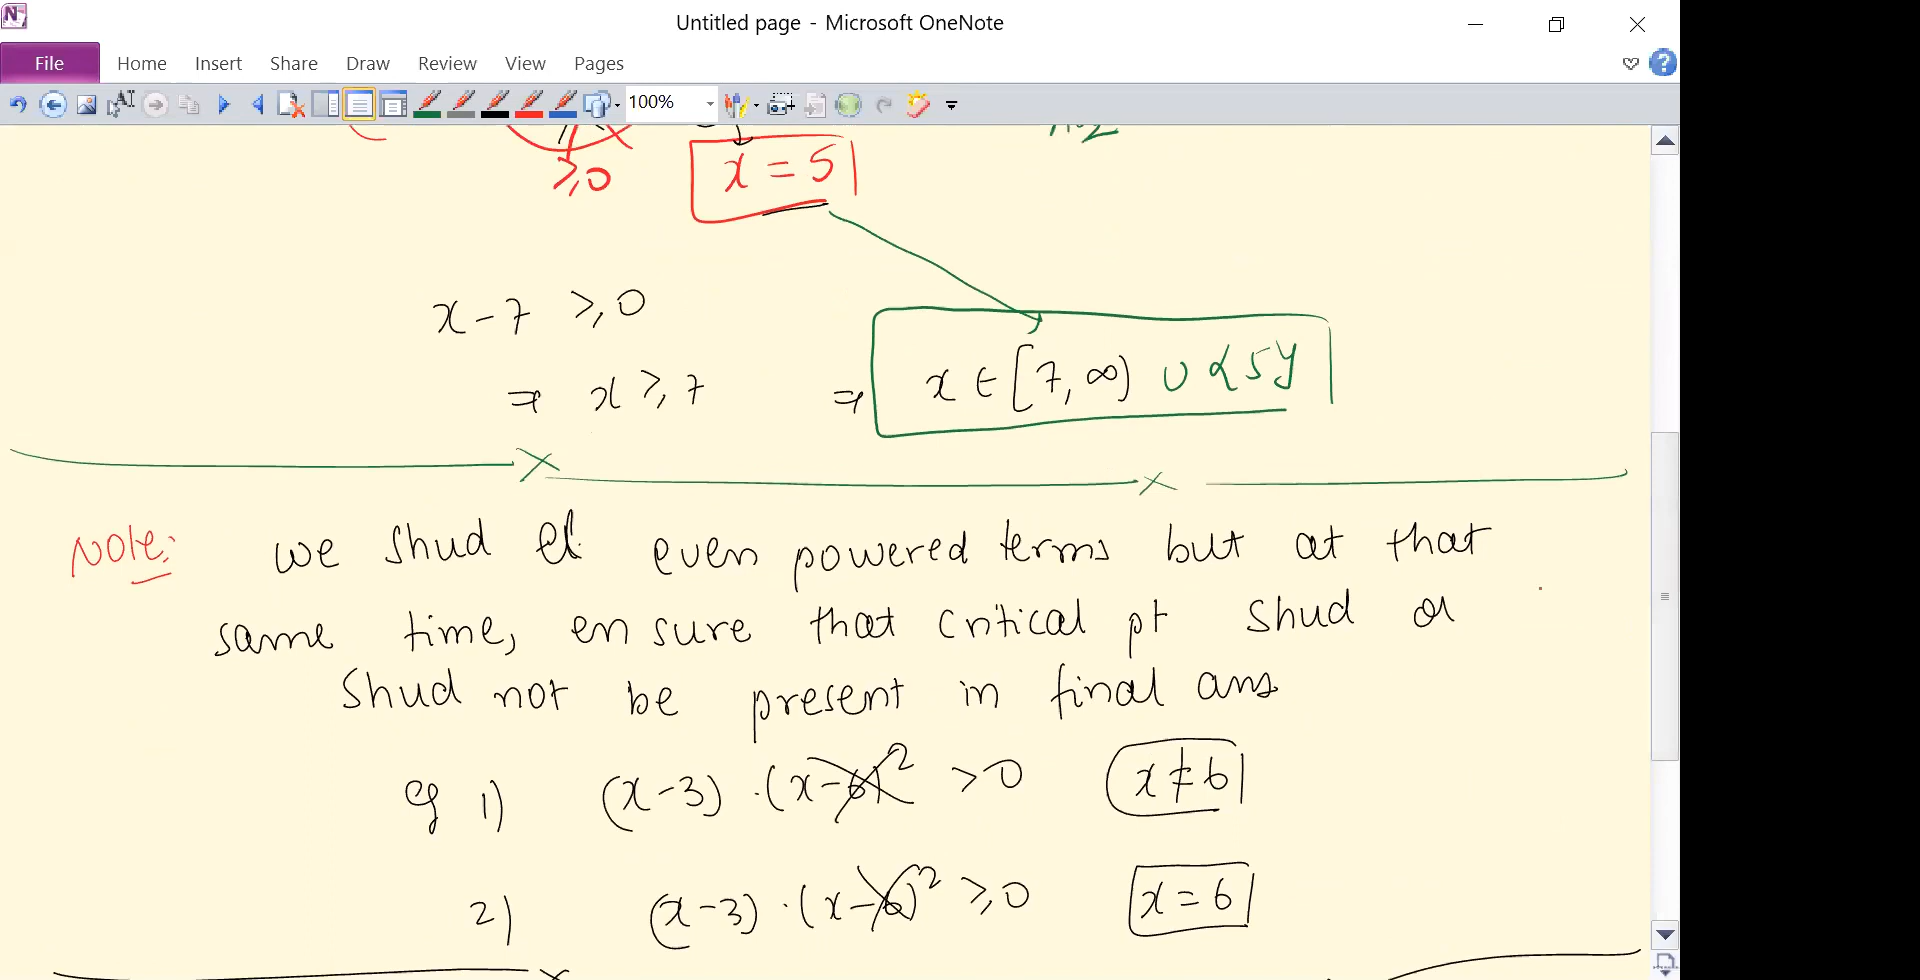 Untitled page - Microsoft OneNote
File Home Insert Share Draw Review View Pages
100%
≥0
x = 5
x - 7 ≥ 0
⇒ x ≥ 7 ⇒ x ∈ [7, ∞) ∪ {5}
Note: we shud even powered terms but at that
same time, ensure that critical pt shud or
shud not be present in final ans
eg 1) (x-3) . (x-6)² > 0 x ≠ 6
2) (x-3) . (x-6)² ≥ 0 x = 6